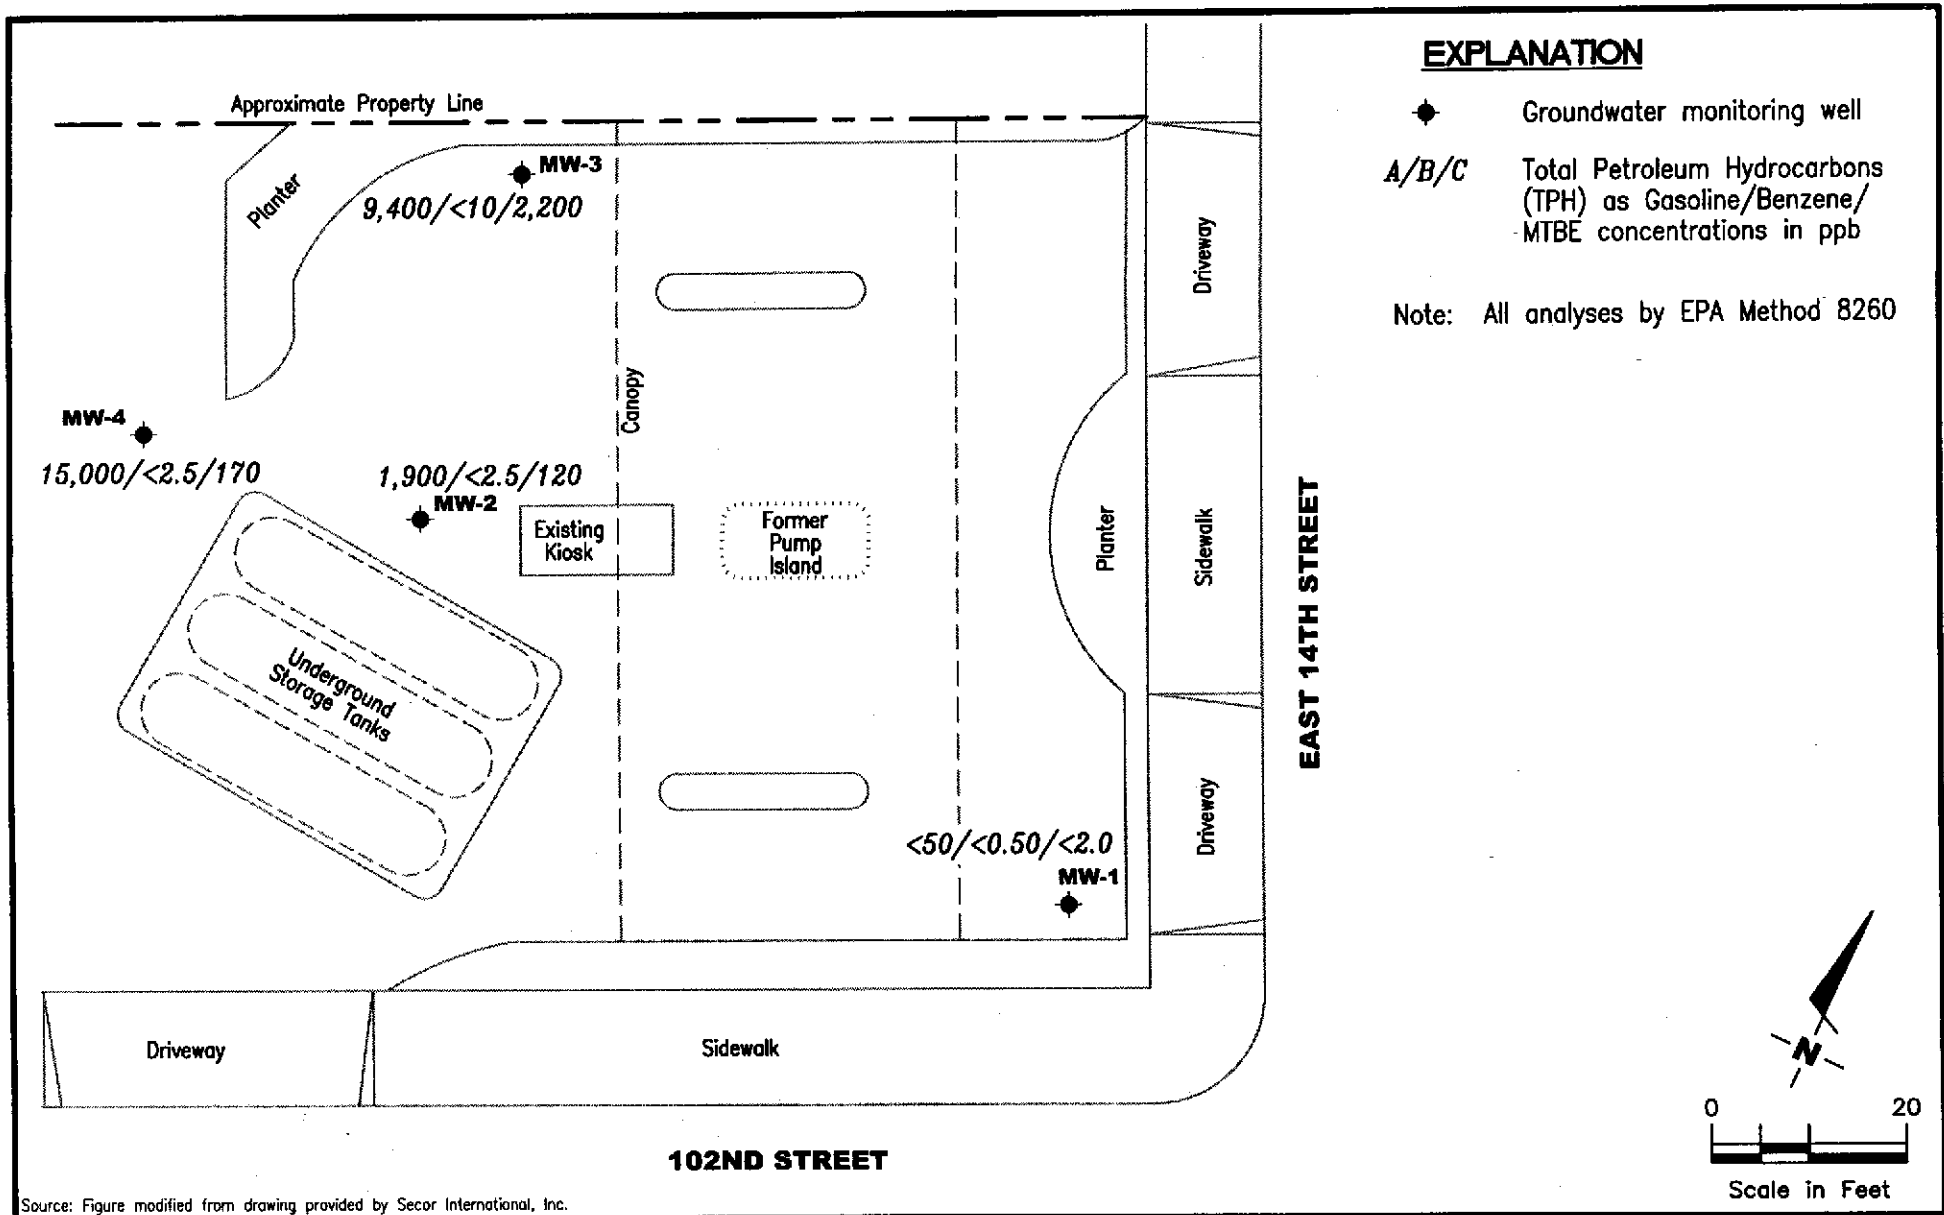 EXPLANATION
Groundwater monitoring well
A/B/C
Total Petroleum Hydrocarbons
(TPH) as Gasoline/Benzene/
MTBE concentrations in ppb
Note: All analyses by EPA Method 8260
Approximate Property Line
Planter
MW-3
9,400/<10/2,200
Driveway
Canopy
MW-4
15,000/<2.5/170
1,900/<2.5/120
MW-2
Existing
Kiosk
Former
Pump
Island
Planter
Sidewalk
EAST 14TH STREET
Underground
Storage Tanks
Driveway
<50/<0.50/<2.0
MW-1
Driveway
Sidewalk
102ND STREET
N
0 20
Scale in Feet
Source: Figure modified from drawing provided by Secor International, Inc.